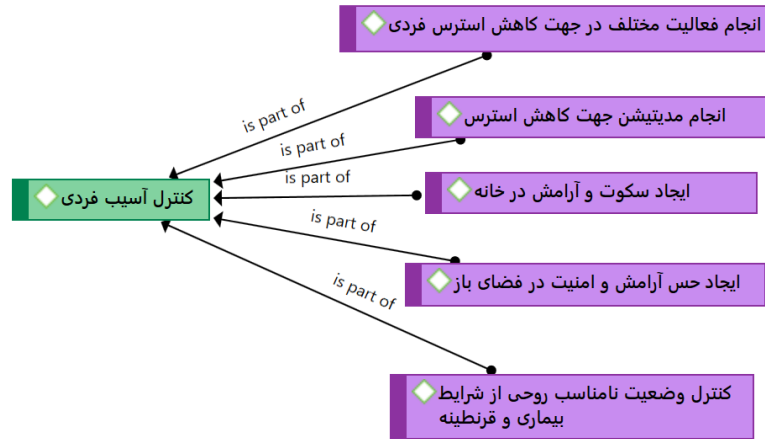 انجام فعالیت مختلف در جهت کاهش استرس فردی
is part of
انجام مدیتیشن جهت کاهش استرس
is part of
is part of
ایجاد سکوت و آرامش در خانه
کنترل آسیب فردی
is part of
ایجاد حس آرامش و امنیت در فضای باز
is part of
کنترل وضعیت نامناسب روحی از شرایط
بیماری و قرنطینه